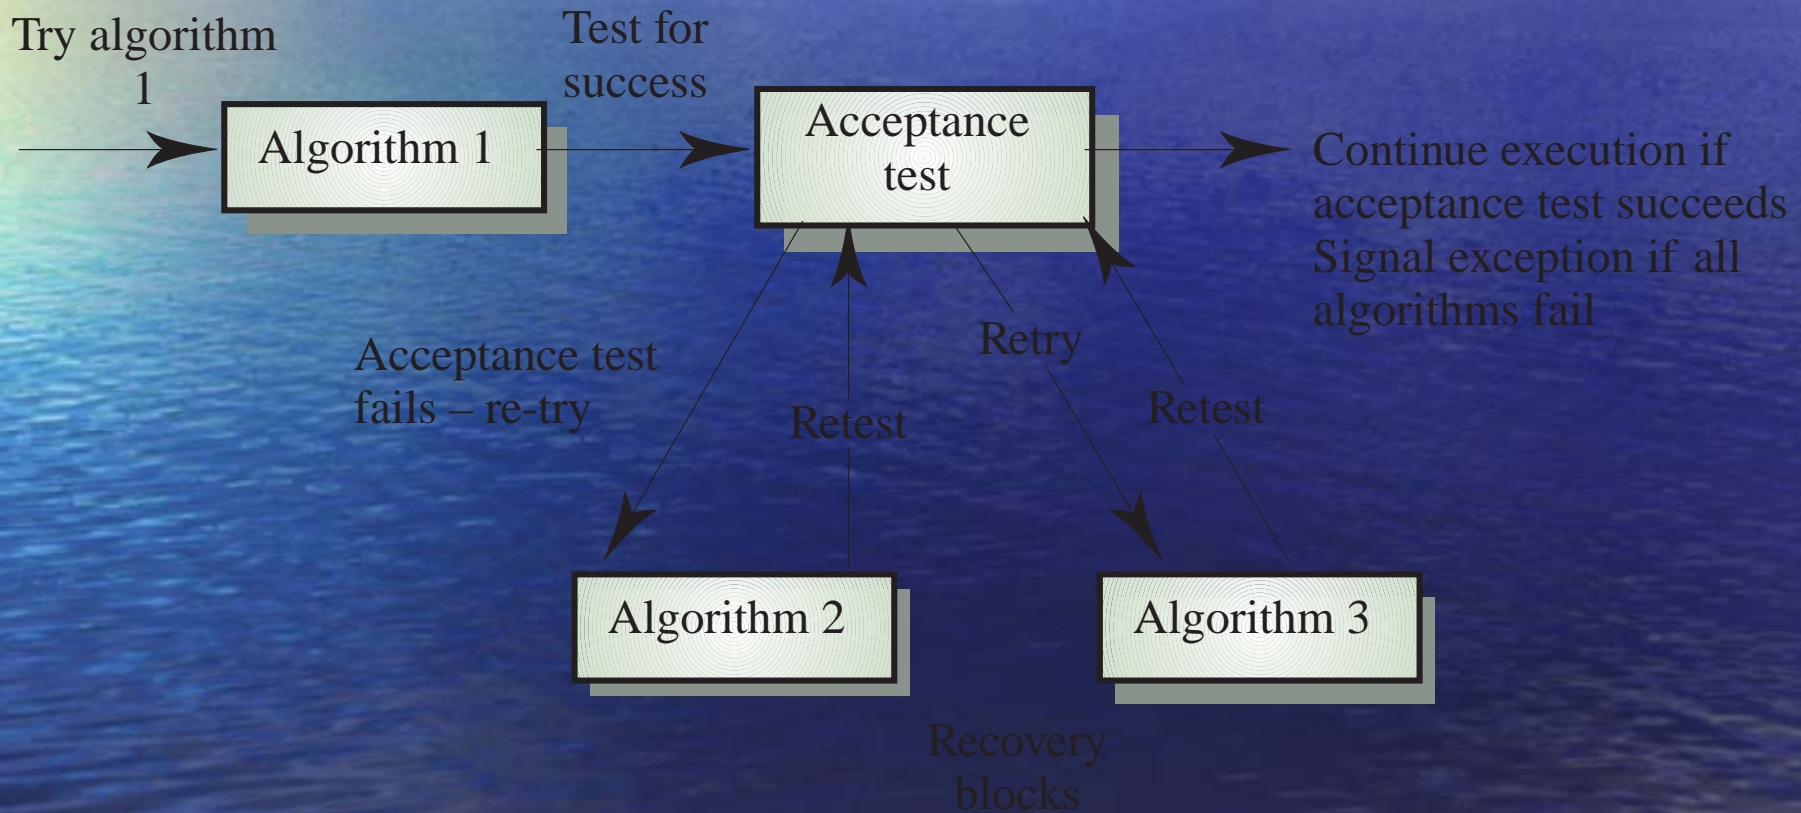 Try algorithm
1
Test for
success
Algorithm 1
Acceptance
test
Continue execution if
acceptance test succeeds
Signal exception if all
algorithms fail
Acceptance test
fails – re-try
Retest
Retry
Retest
Algorithm 2
Algorithm 3
Recovery
blocks